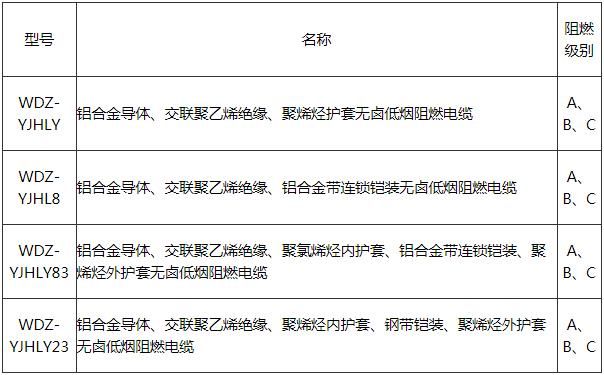 型号
名称
阻燃
级别
WDZ-
YJHLY
铝合金导体、交联聚乙烯绝缘、聚烯烃护套无卤低烟阻燃电缆
A、
B、C
WDZ-
YJHL8
铝合金导体、交联聚乙烯绝缘、铝合金带连锁铠装无卤低烟阻燃电缆
A、
B、C
WDZ-
YJHLY83
铝合金导体、交联聚乙烯绝缘、聚氯烯烃内护套、铝合金带连锁铠装、聚
烯烃外护套无卤低烟阻燃电缆
A、
B、C
WDZ-
YJHLY23
铝合金导体、交联聚乙烯绝缘、聚烯烃内护套、钢带铠装、聚烯烃外护套
无卤低烟阻燃电缆
A、
B、C